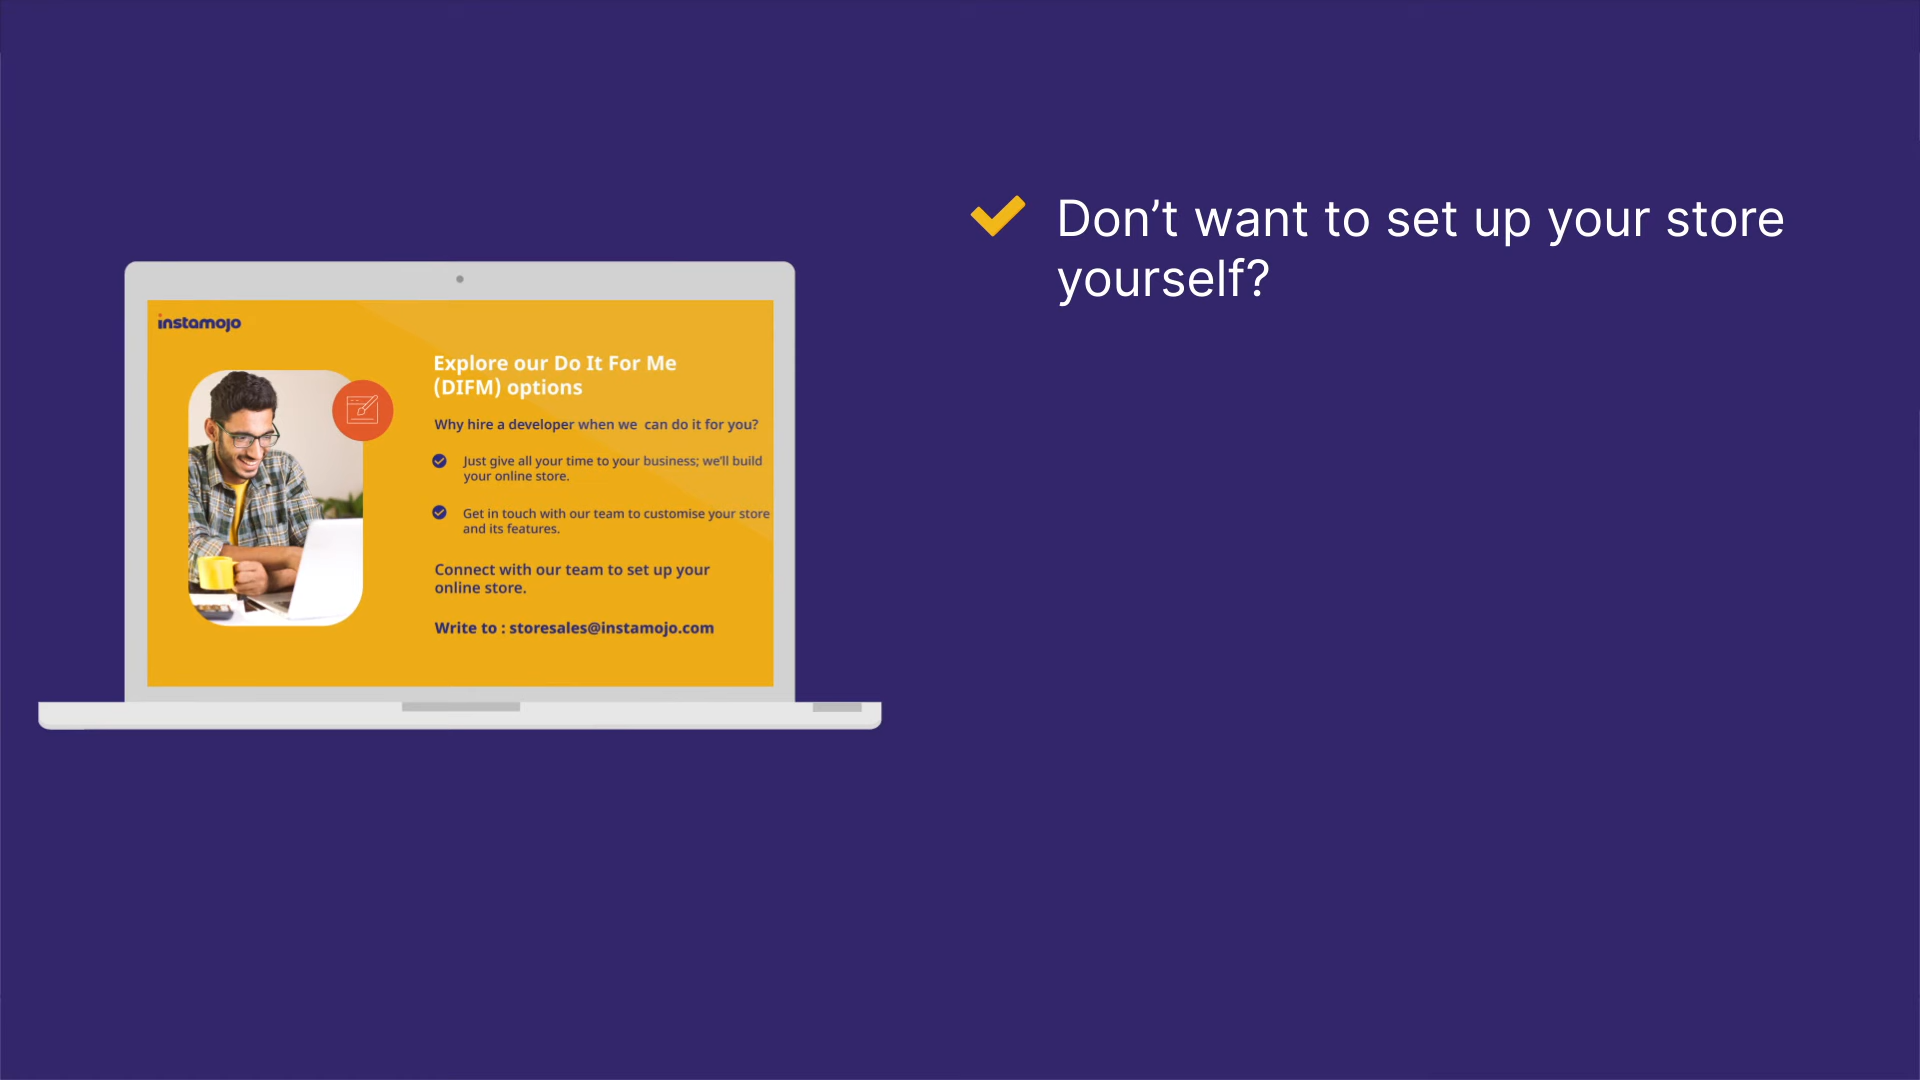 instamojo
Explore our Do It For Me
(DIFM) options
Why hire a developer when we can do it for you?
Just give all your time to your business; we'll build
your online store.
Get in touch with our team to customise your store
and its features.
Connect with our team to set up your
online store.
Write to : storesales@instamojo.com
Don’t want to set up your store
yourself?